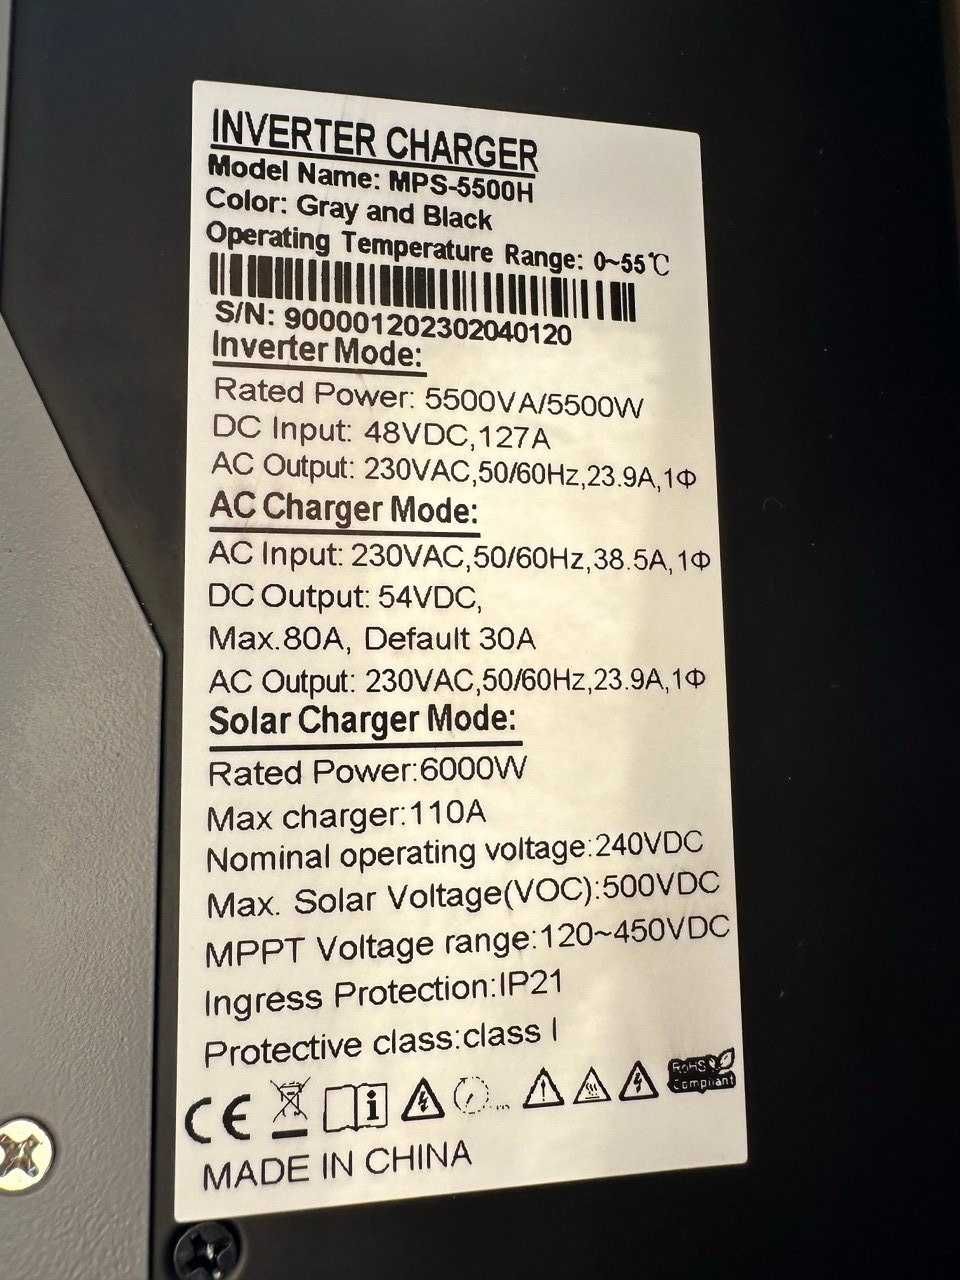 INVERTER CHARGER
Model Name: MPS-5500H
Color: Gray and Black
Operating Temperature Range: 0~55℃
S/N: 900001202302040120
Inverter Mode:
Rated Power: 5500VA/5500W
DC Input: 48VDC,127A
AC Output: 230VAC,50/60Hz,23.9A,1Φ
AC Charger Mode:
AC Input: 230VAC,50/60Hz,38.5A,1Φ
DC Output: 54VDC,
Max.80A, Default 30A
AC Output: 230VAC,50/60Hz,23.9A,1Φ
Solar Charger Mode:
Rated Power:6000W
Max charger:110A
Nominal operating voltage:240VDC
Max. Solar Voltage(VOC):500VDC
MPPT Voltage range:120~450VDC
Ingress Protection:IP21
Protective class:class I
CE i RoHS
Compliant
MADE IN CHINA